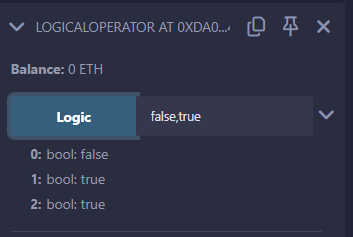 LOGICALOPERATOR AT 0XDA0...
Balance: 0 ETH
Logic false,true
0: bool: false
1: bool: true
2: bool: true